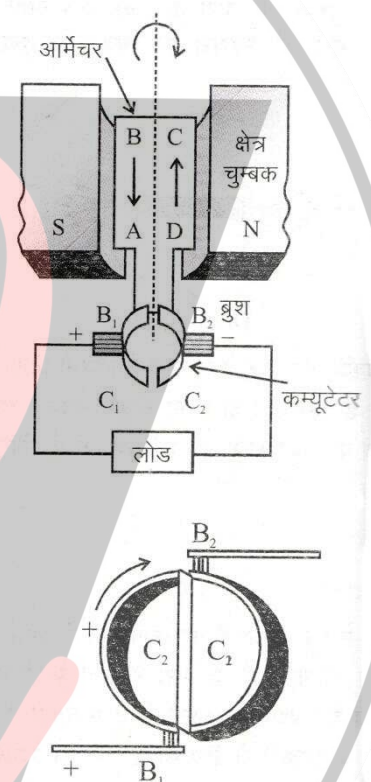 आर्मेचर
B C
क्षेत्र
चुम्बक
S A D N
B₁ B₂ ब्रुश
+ −
C₁ C₂ कम्यूटेटर
लोड
B₂
+
C₂ C₂
+ B₁